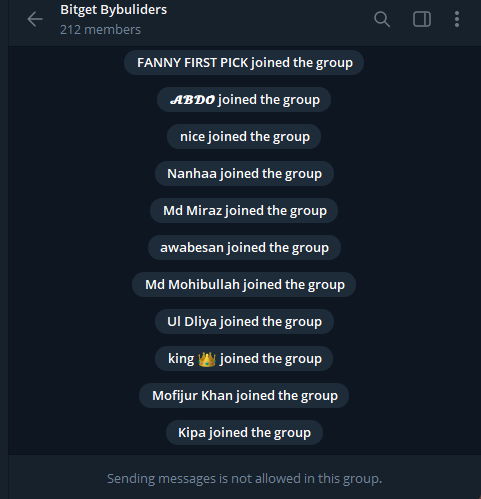 Bitget Bybuliders
212 members
FANNY FIRST PICK joined the group
𝓐𝓑𝓓𝓞 joined the group
nice joined the group
Nanhaa joined the group
Md Miraz joined the group
awabesan joined the group
Md Mohibullah joined the group
Ul Dliya joined the group
king 👑 joined the group
Mofijur Khan joined the group
Kipa joined the group
Sending messages is not allowed in this group.